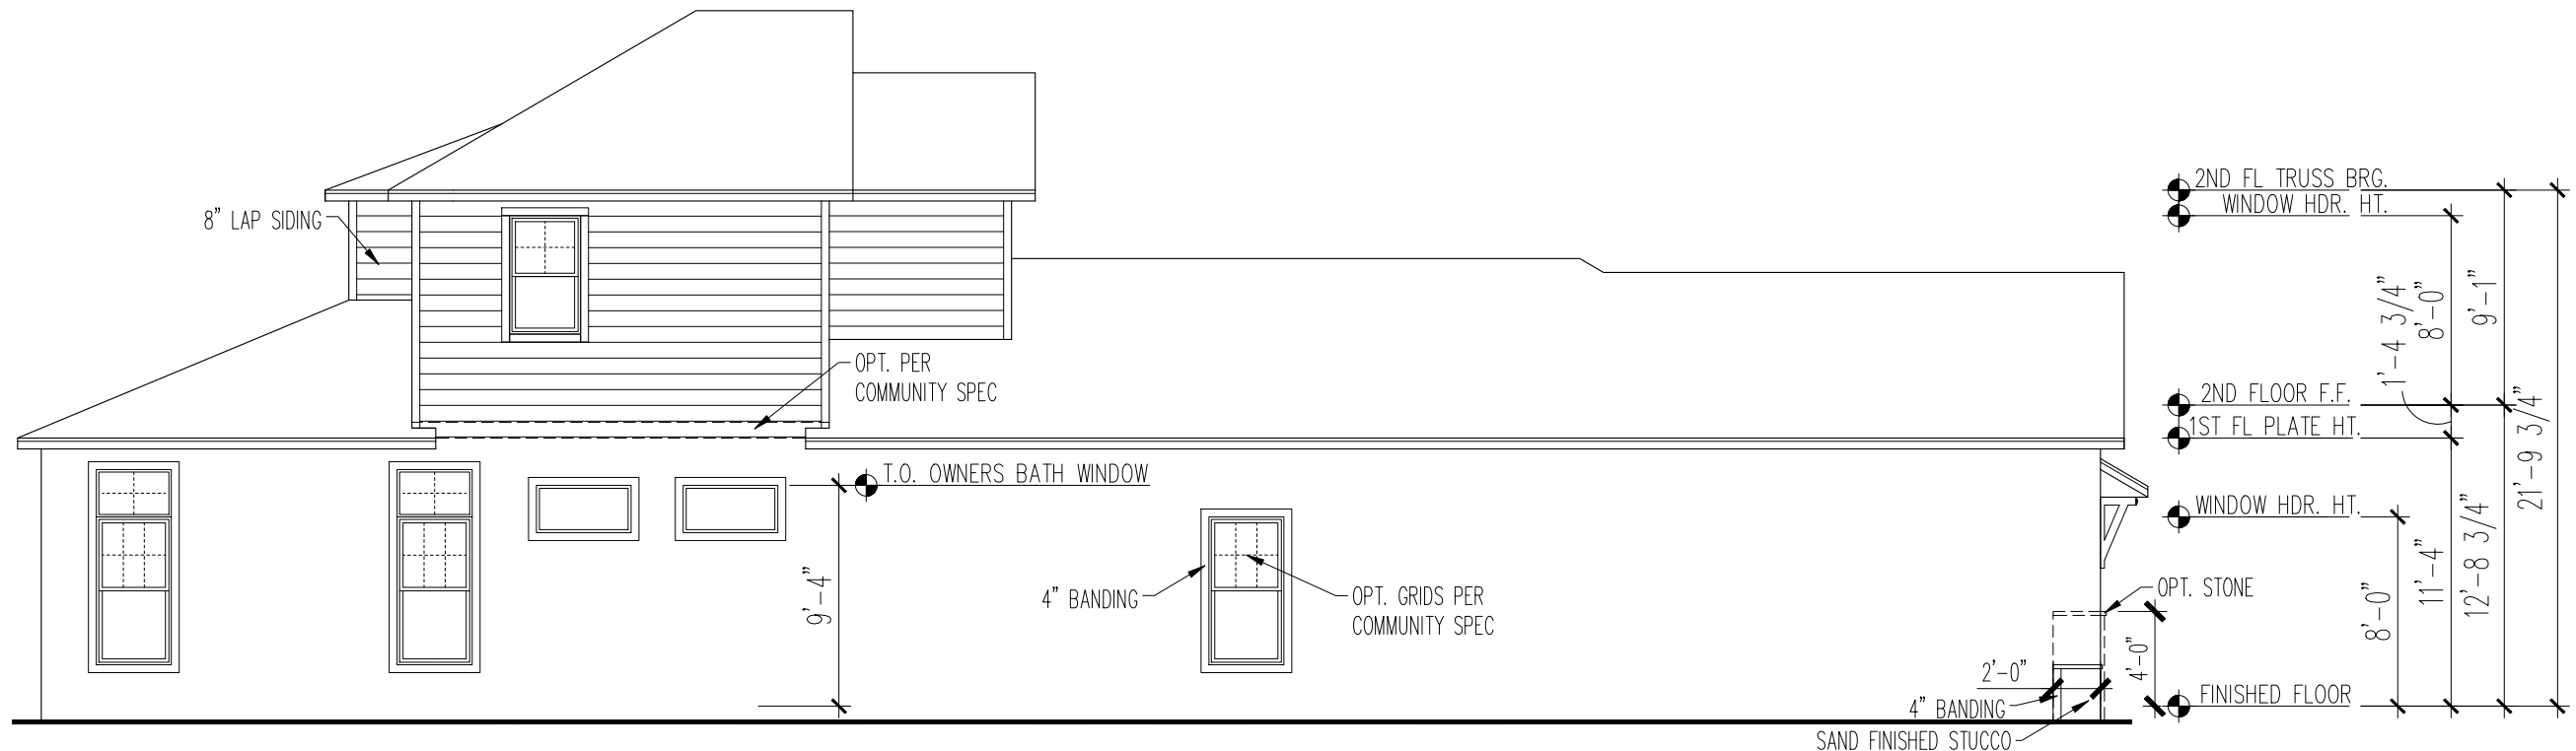 2ND FL TRUSS BRG.
WINDOW HDR. HT.
8" LAP SIDING
1'-4 3/4"
8'-0"
9'-1"
OPT. PER
COMMUNITY SPEC
2ND FLOOR F.F.
1ST FL PLATE HT.
21'-9 3/4"
T.O. OWNERS BATH WINDOW
WINDOW HDR. HT.
9'-4"
4" BANDING
OPT. GRIDS PER
COMMUNITY SPEC
OPT. STONE
8'-0"
11'-4"
12'-8 3/4"
2'-0"
4'-0"
4" BANDING
FINISHED FLOOR
SAND FINISHED STUCCO